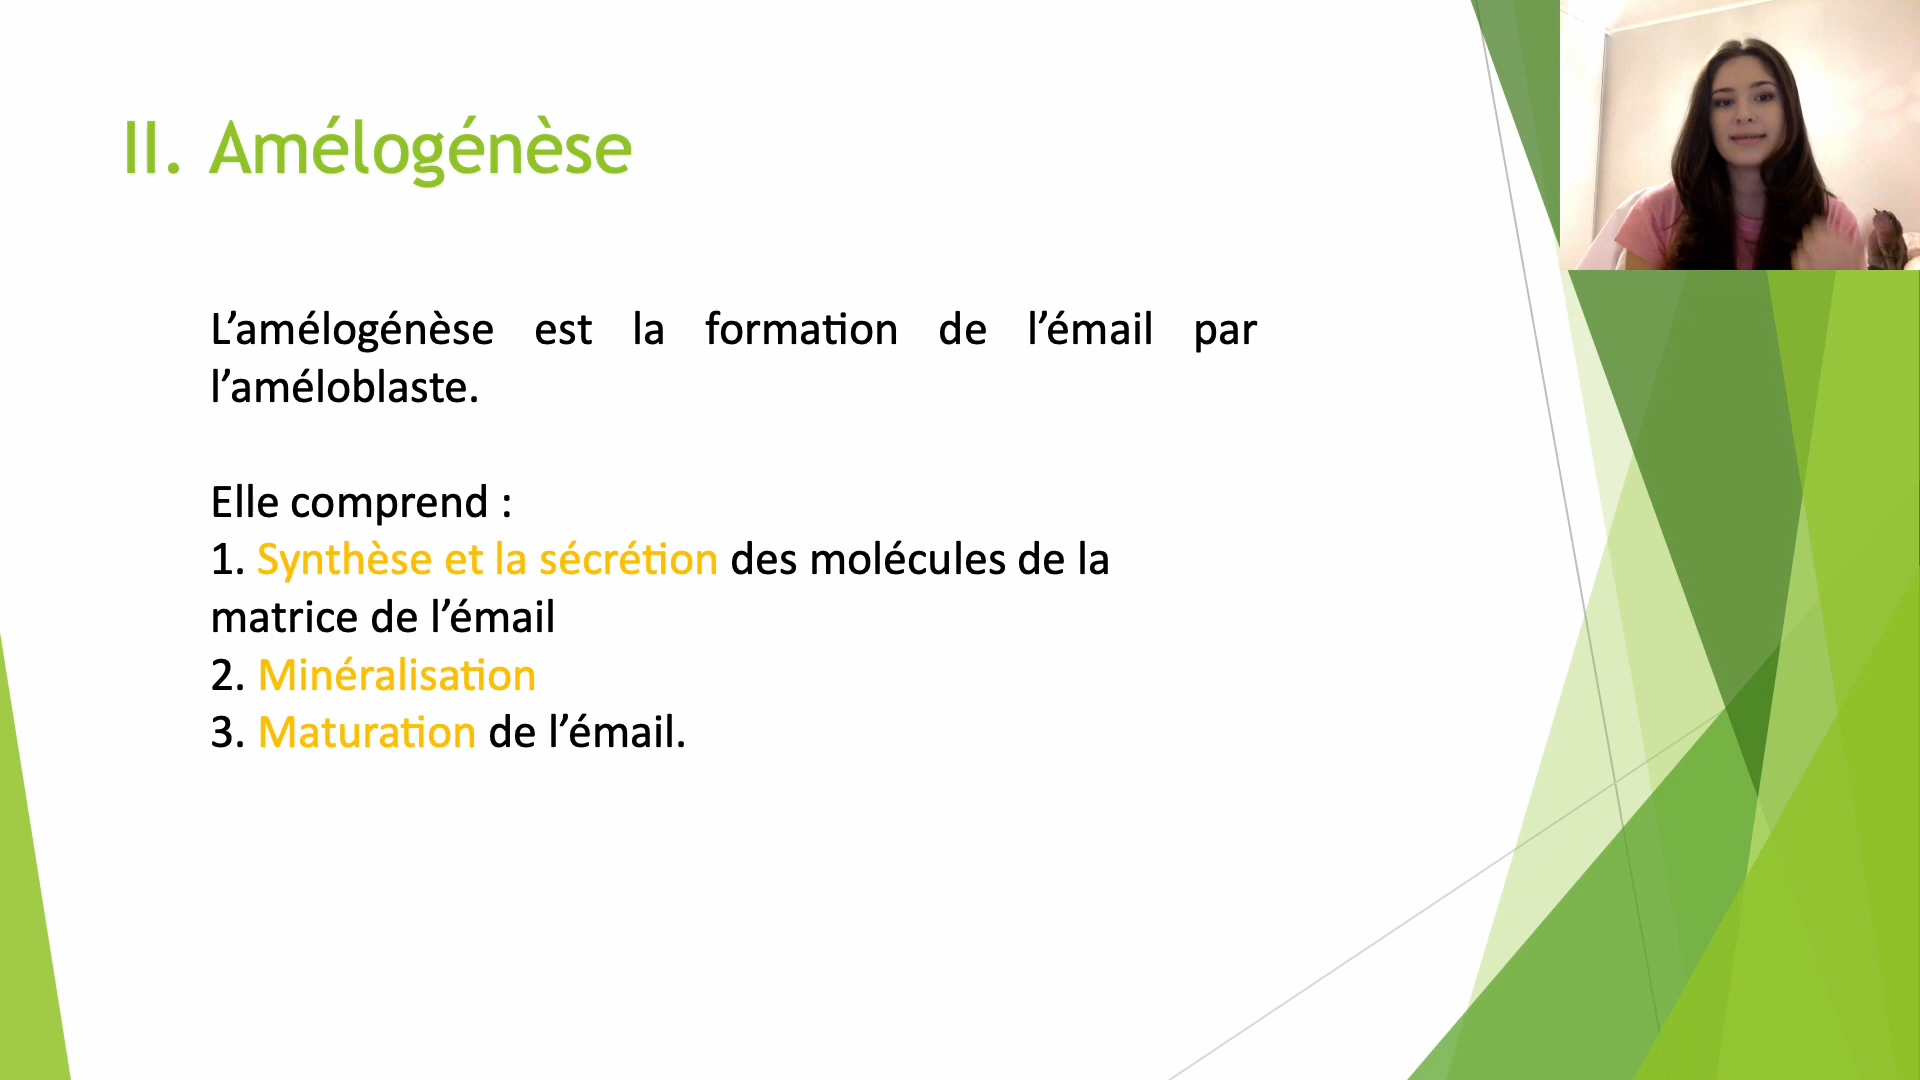 II. Amélogénèse
L’amélogénèse est la formation de l’émail par
l’améloblaste.
Elle comprend :
1. Synthèse et la sécrétion des molécules de la
matrice de l’émail
2. Minéralisation
3. Maturation de l’émail.